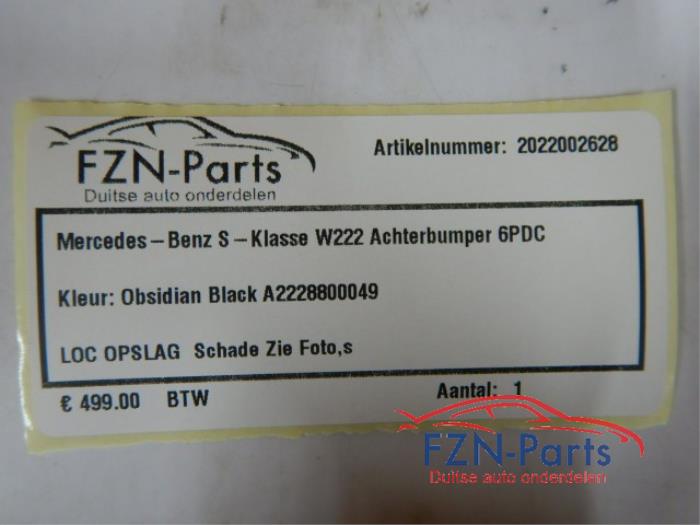 FZN-Parts
Duitse auto onderdelen
Artikelnummer: 2022002628
Mercedes-Benz S-Klasse W222 Achterbumper 6PDC
Kleur: Obsidian Black A2228800049
LOC OPSLAG Schade Zie Foto,s
€ 499.00 BTW
Aantal: 1
FZN-Parts
Duitse auto onderdelen